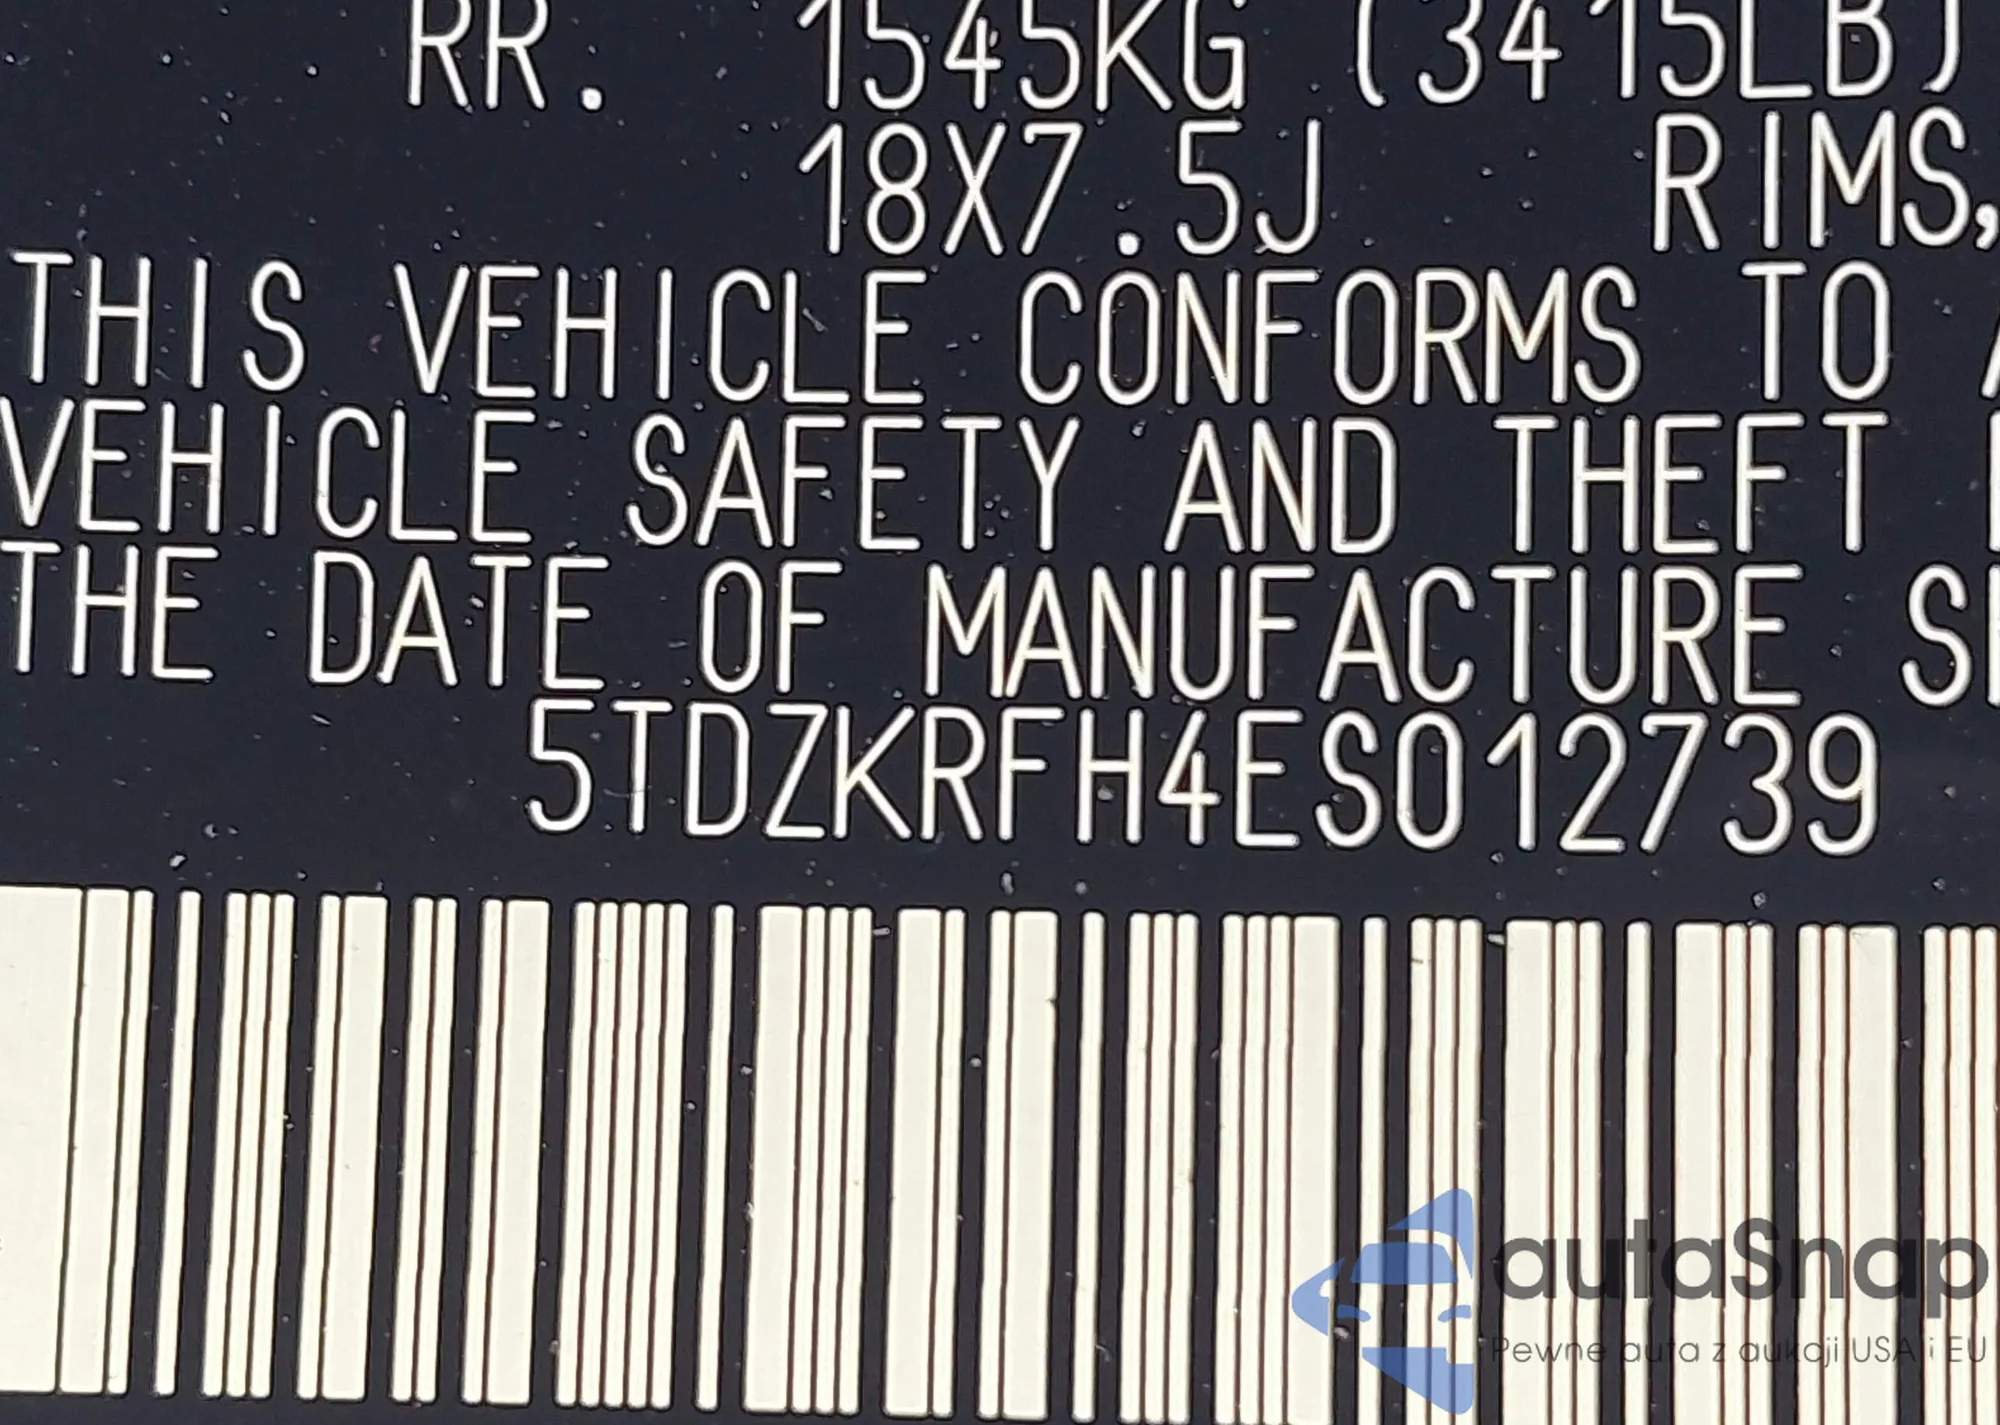 RR. 1545KG (3415LB)
18X7.5J RIMS,
THIS VEHICLE CONFORMS TO
VEHICLE SAFETY AND THEFT
THE DATE OF MANUFACTURE
5TDZKRFH4ES012739
autaSnap
Pewne auta z aukcji USA i EU